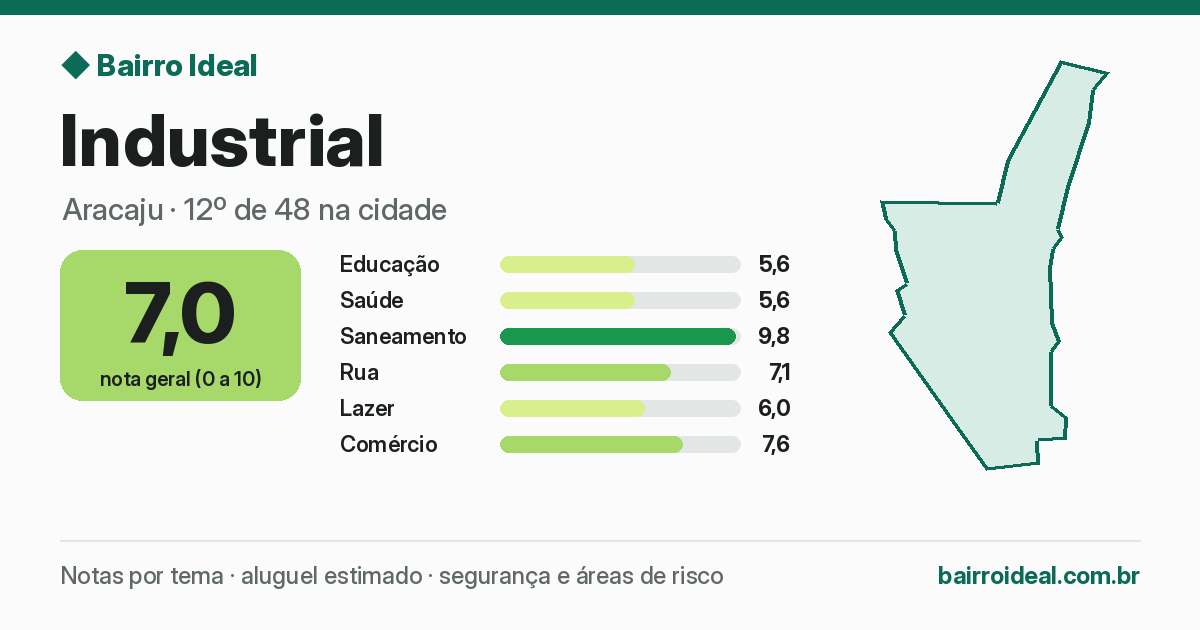 Bairro Ideal
Industrial
Aracaju · 12º de 48 na cidade
7,0
nota geral (0 a 10)
Educação 5,6
Saúde 5,6
Saneamento 9,8
Rua 7,1
Lazer 6,0
Comércio 7,6
Notas por tema · aluguel estimado · segurança e áreas de risco
bairroideal.com.br